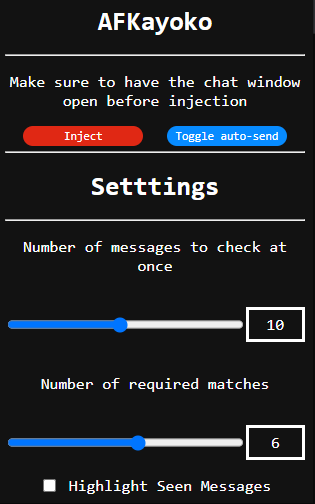 AFKayoko
Make sure to have the chat window
open before injection
Inject Toggle auto-send
Setttings
Number of messages to check at
once
10
Number of required matches
6
Highlight Seen Messages